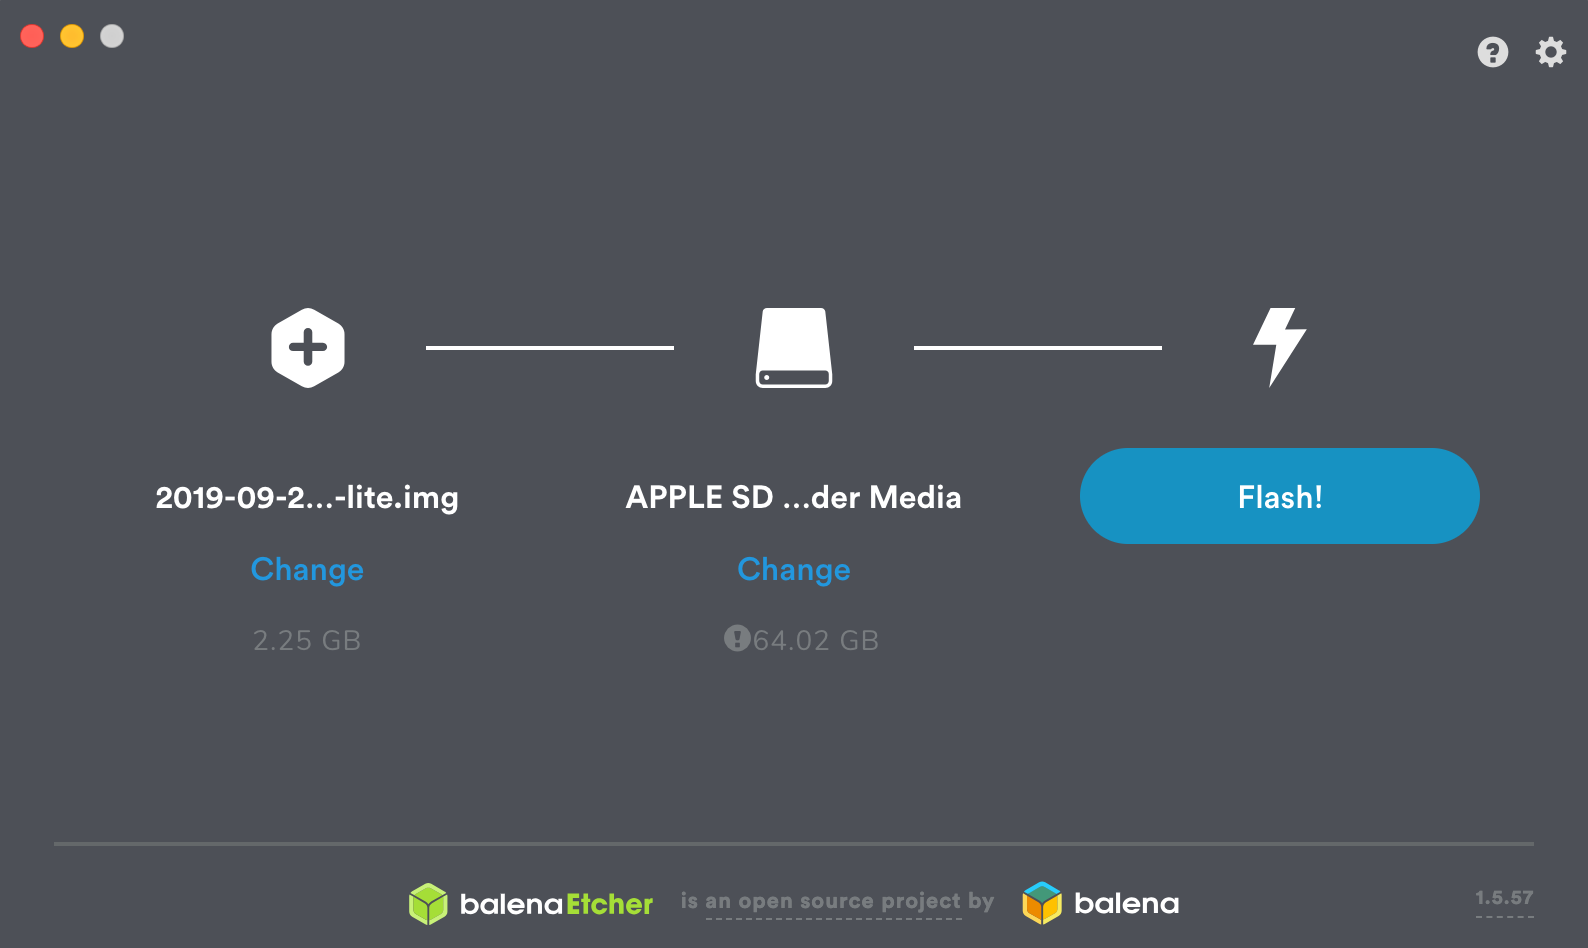 2019-09-2...-lite.img
APPLE SD ...der Media
Flash!
Change
Change
2.25 GB
64.02 GB
balenaEtcher is an open source project by balena
1.5.57